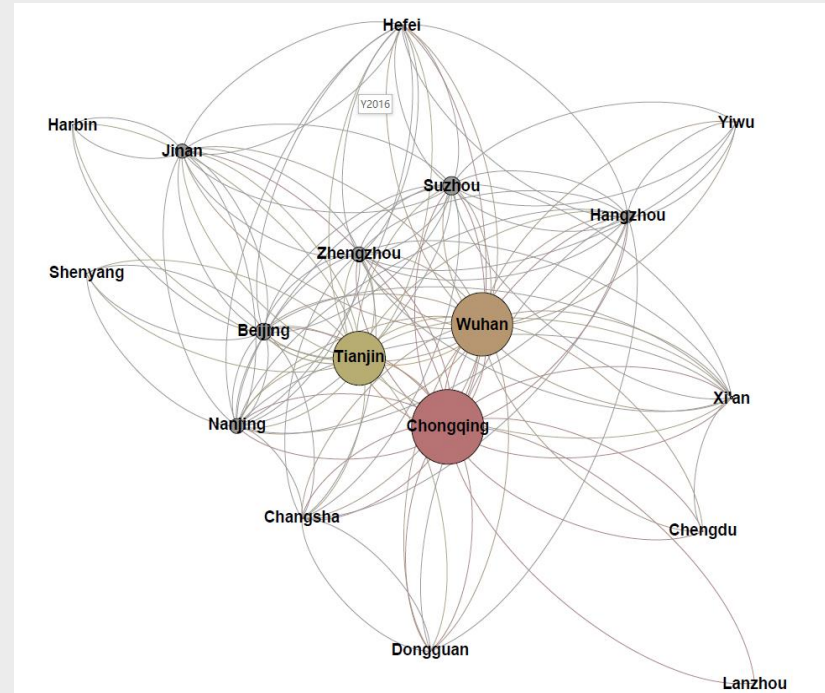 Hefei
Y2016
Harbin
Yiwu
Jinan
Suzhou
Hangzhou
Zhengzhou
Shenyang
Beijing
Wuhan
Tianjin
Xi'an
Nanjing
Chongqing
Changsha
Chengdu
Dongguan
Lanzhou